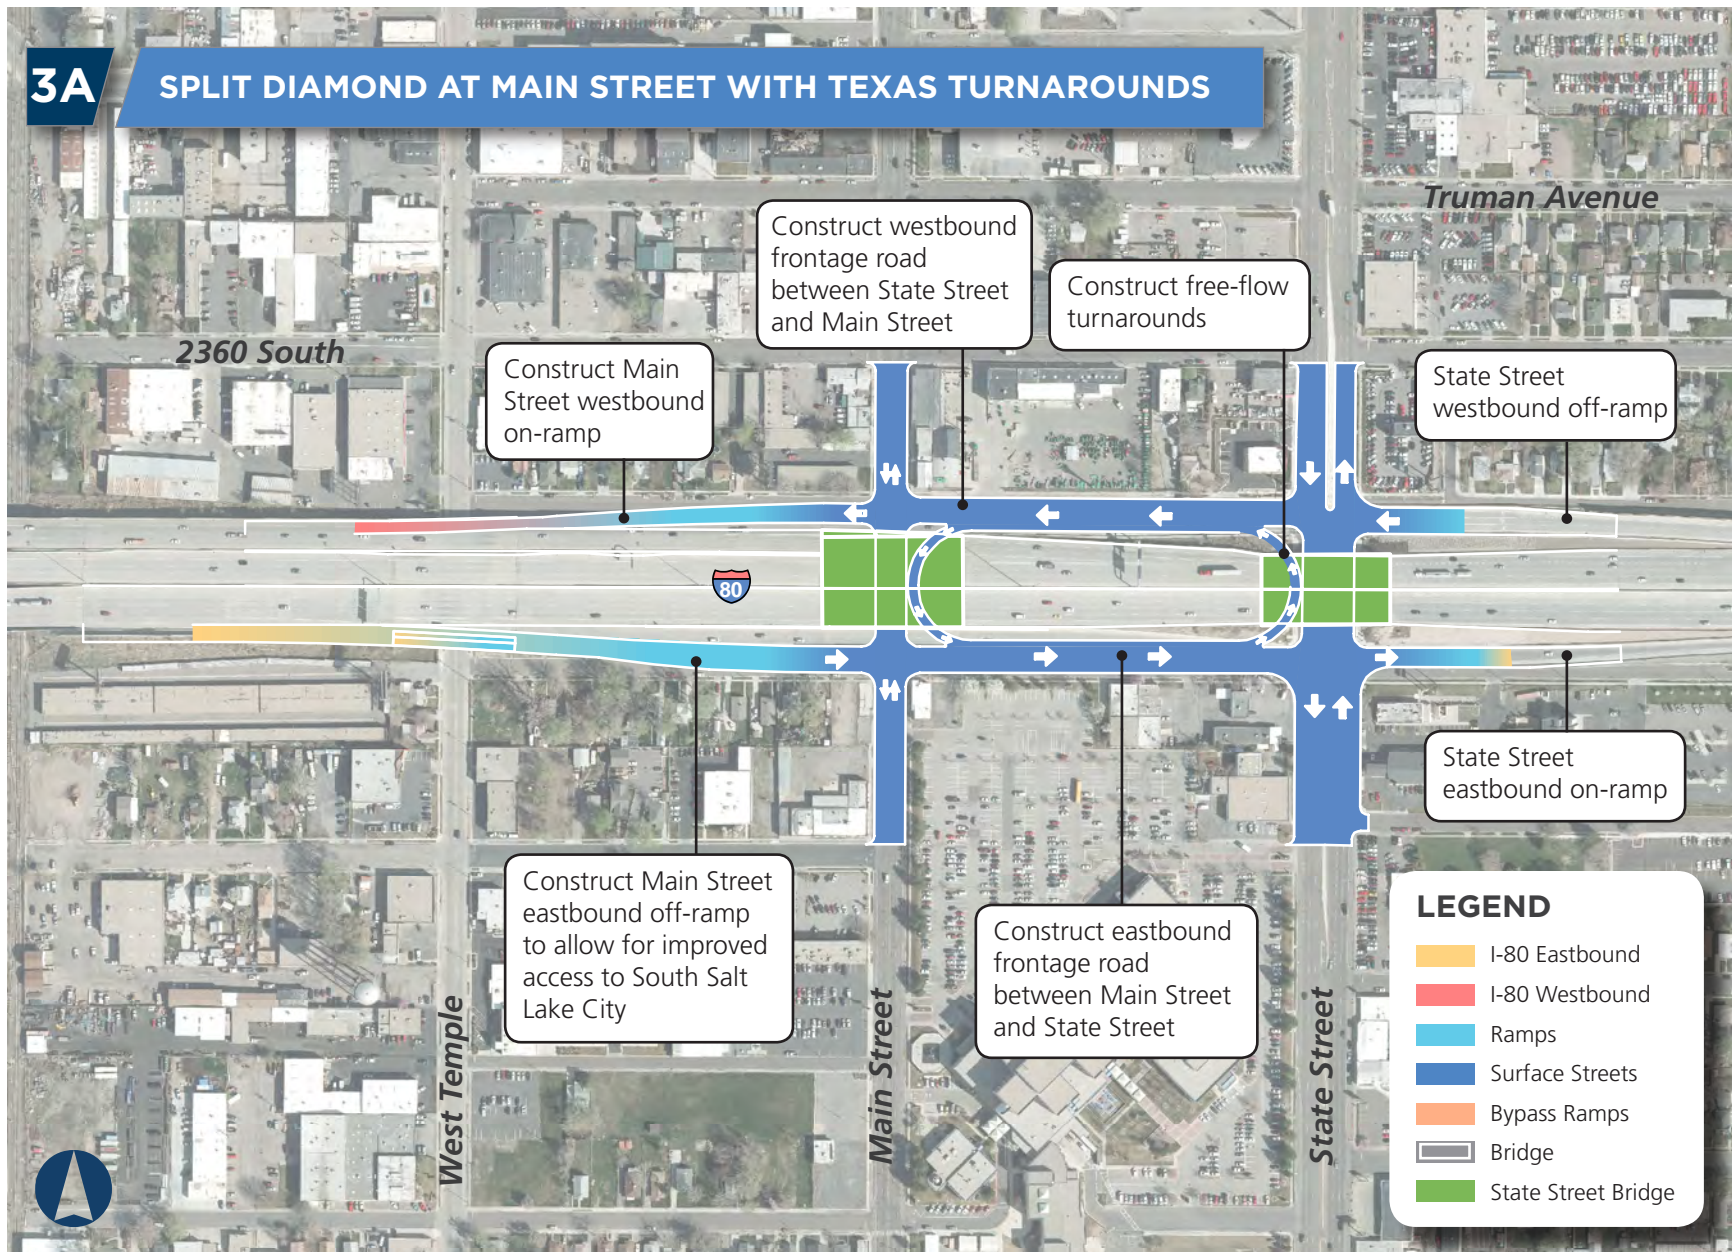 3A
SPLIT DIAMOND AT MAIN STREET WITH TEXAS TURNAROUNDS
Truman Avenue
Construct westbound
frontage road
between State Street
and Main Street
Construct free-flow
turnarounds
2360 South
Construct Main
Street westbound
on-ramp
State Street
westbound off-ramp
80
State Street
eastbound on-ramp
Construct Main Street
eastbound off-ramp
to allow for improved
access to South Salt
Lake City
Construct eastbound
frontage road
between Main Street
and State Street
West Temple
Main Street
State Street
LEGEND
I-80 Eastbound
I-80 Westbound
Ramps
Surface Streets
Bypass Ramps
Bridge
State Street Bridge